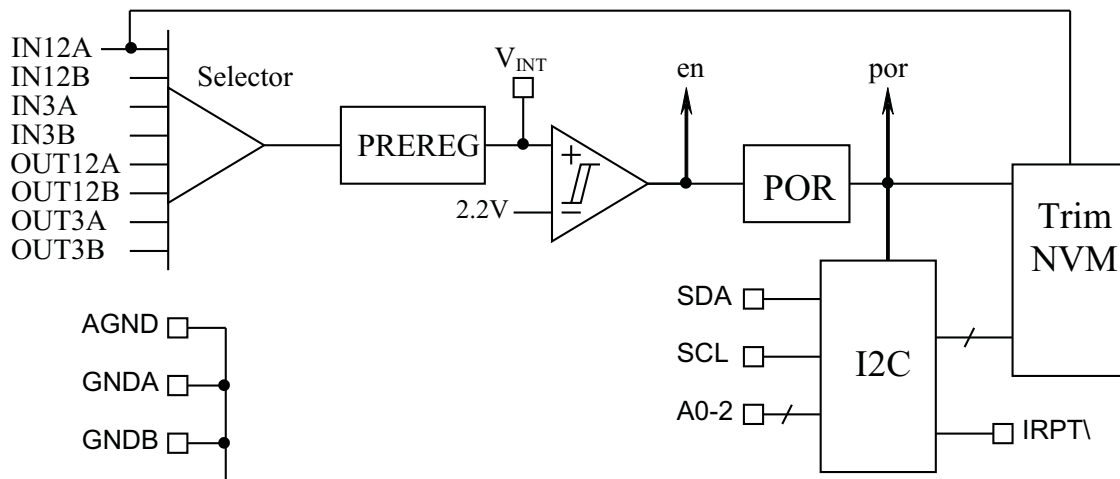 IN12A
IN12B
IN3A
IN3B
OUT12A
OUT12B
OUT3A
OUT3B
Selector
PREREG
VINT
2.2V
+
−
en
POR
por
Trim
NVM
SDA
SCL
A0-2
I2C
IRPT\
AGND
GNDA
GNDB